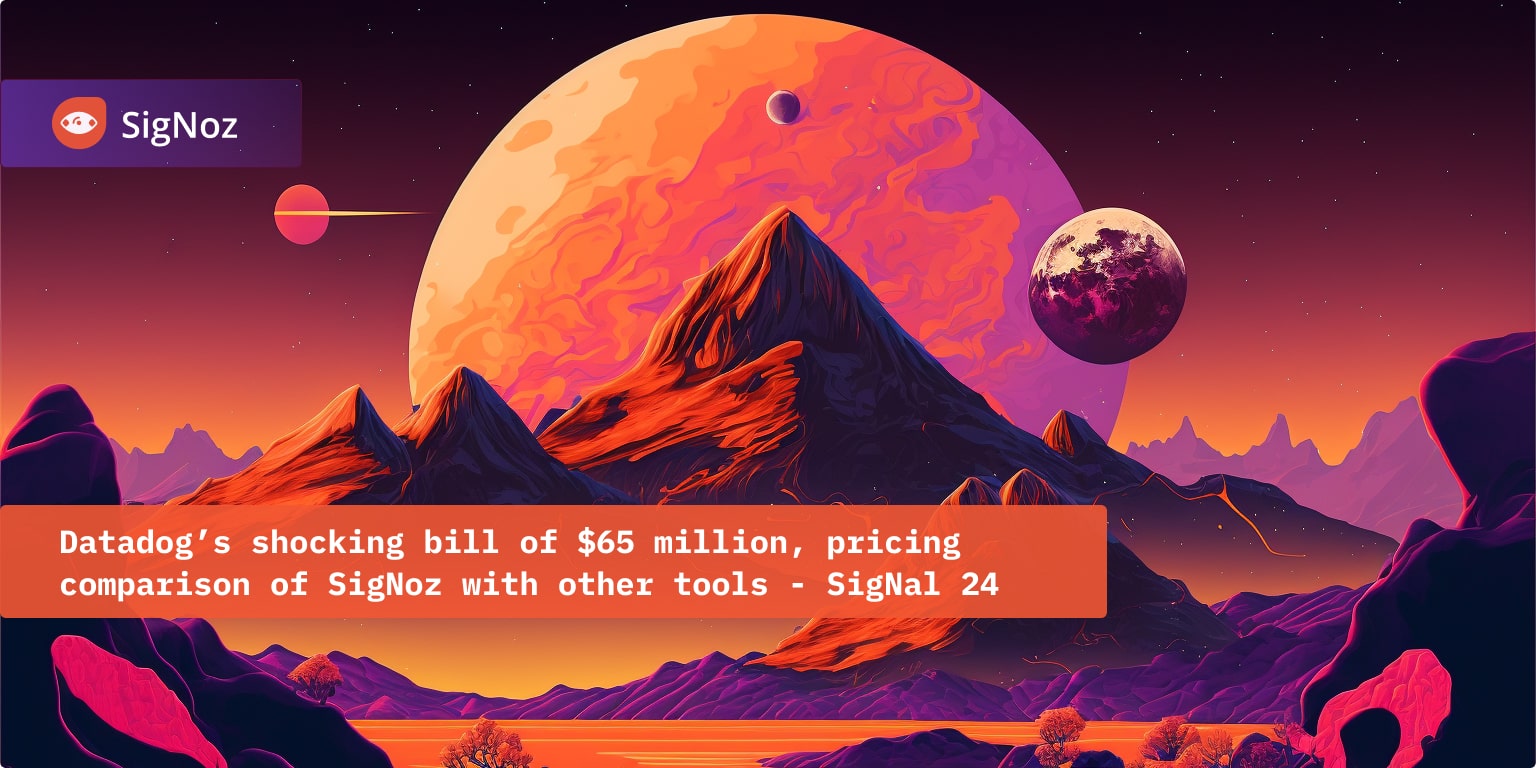 SigNoz
Datadog’s shocking bill of $65 million, pricing
comparison of SigNoz with other tools - SigNal 24